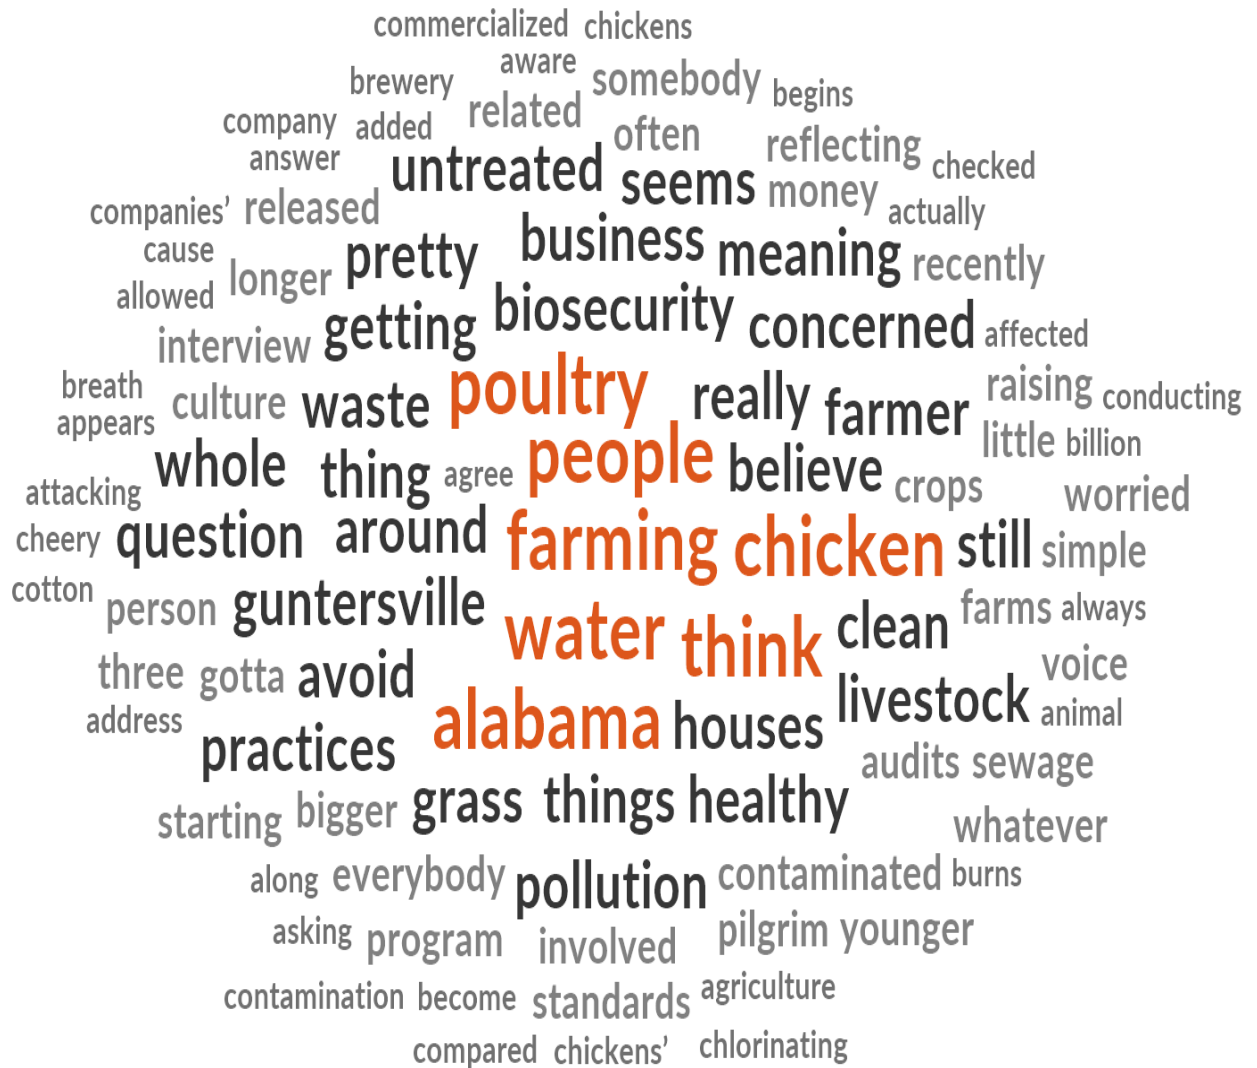 commercialized chickens
aware
brewery somebody begins
related
company added often reflecting
answer untreated seems money checked
companies’ released business actually
cause pretty meaning recently
allowed longer biosecurity
interview getting concerned affected
breath culture waste poultry really farmer raising conducting
appears people little billion
whole thing agree believe crops worried
attacking
cheery question around farming chicken still simple
cotton person guntersville water think clean farms always
three gotta avoid voice
address alabama houses livestock animal
practices audits sewage
starting bigger grass things healthy whatever
along everybody pollution contaminated burns
asking program involved pilgrim younger
contamination become standards agriculture
compared chickens’ chlorinating